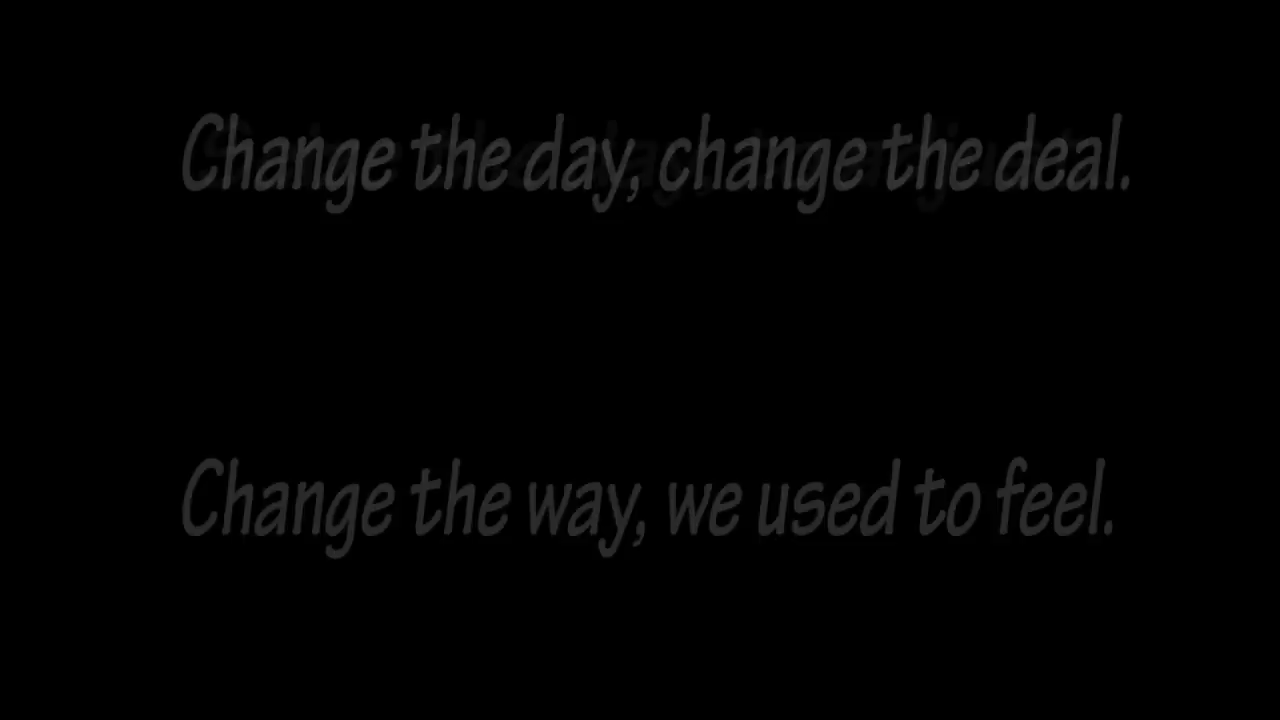 Change the day, change the deal.
Change the way, we used to feel.